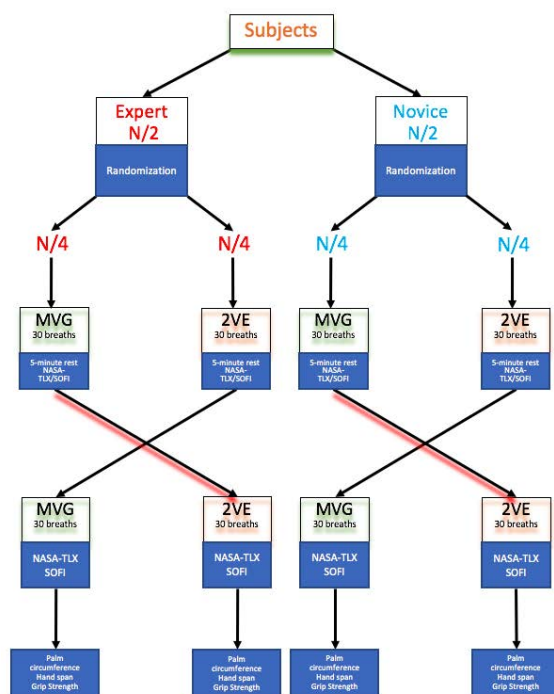 Subjects
Expert
N/2
Novice
N/2
Randomization
Randomization
N/4
N/4
N/4
N/4
MVG
30 breaths
2VE
30 breaths
MVG
30 breaths
2VE
30 breaths
5-minute rest
NASA-
TLX/SOFI
5-minute rest
NASA-
TLX/SOFI
5-minute rest
NASA-
TLX/SOFI
5-minute rest
NASA-
TLX/SOFI
MVG
30 breaths
2VE
30 breaths
MVG
30 breaths
2VE
30 breaths
NASA-TLX
SOFI
NASA-TLX
SOFI
NASA-TLX
SOFI
NASA-TLX
SOFI
Palm
circumference
Hand span
Grip Strength
Palm
circumference
Hand span
Grip Strength
Palm
circumference
Hand span
Grip Strength
Palm
circumference
Hand span
Grip Strength